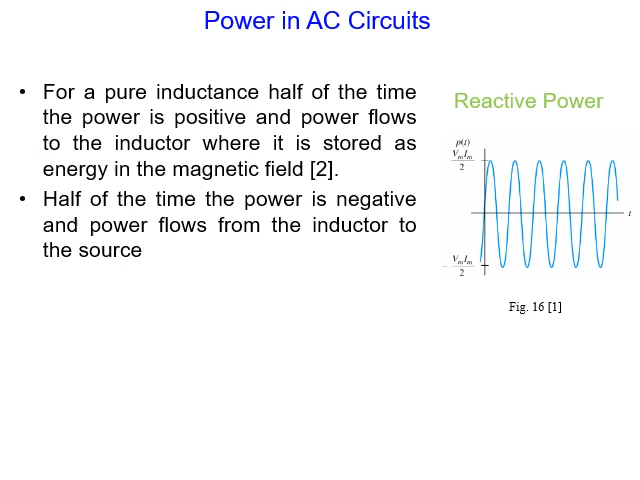 Power in AC Circuits
• For a pure inductance half of the time
the power is positive and power flows
to the inductor where it is stored as
energy in the magnetic field [2].
• Half of the time the power is negative
and power flows from the inductor to
the source
Reactive Power
p(t)
VmIm
2
t
- VmIm
2
Fig. 16 [1]